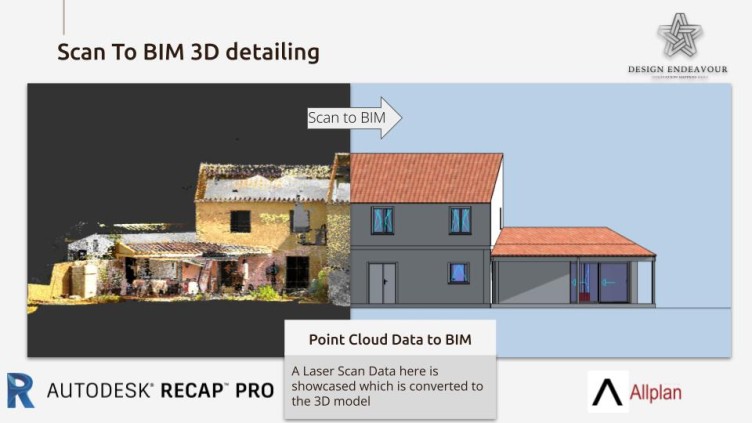 Scan To BIM 3D detailing
DESIGN ENDEAVOUR
Scan to BIM
Point Cloud Data to BIM
A Laser Scan Data here is
showcased which is converted to
the 3D model
R AUTODESK® RECAP™ PRO
Allplan